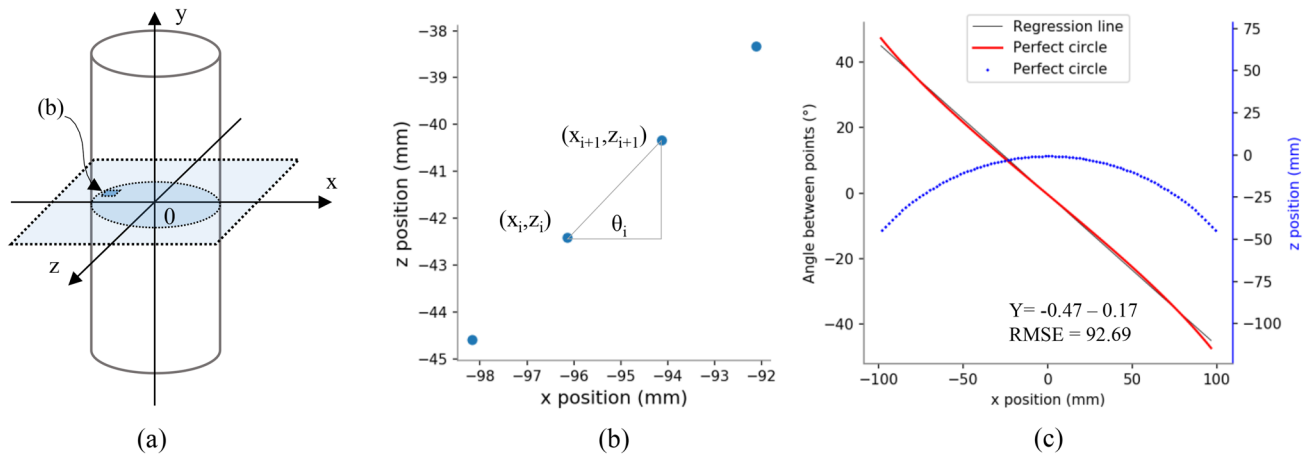 y
(b)
x
0
z
(a)
−38
−39
−40
−41
−42
−43
−44
−45
z position (mm)
(xi+1,zi+1)
(xi,zi)
θi
−98 −97 −96 −95 −94 −93 −92
x position (mm)
(b)
Regression line
Perfect circle
Perfect circle
40
20
0
−20
−40
Angle between points (°)
75
50
25
0
−25
−50
−75
−100
z position (mm)
Y= -0.47 – 0.17
RMSE = 92.69
−100 −50 0 50 100
x position (mm)
(c)